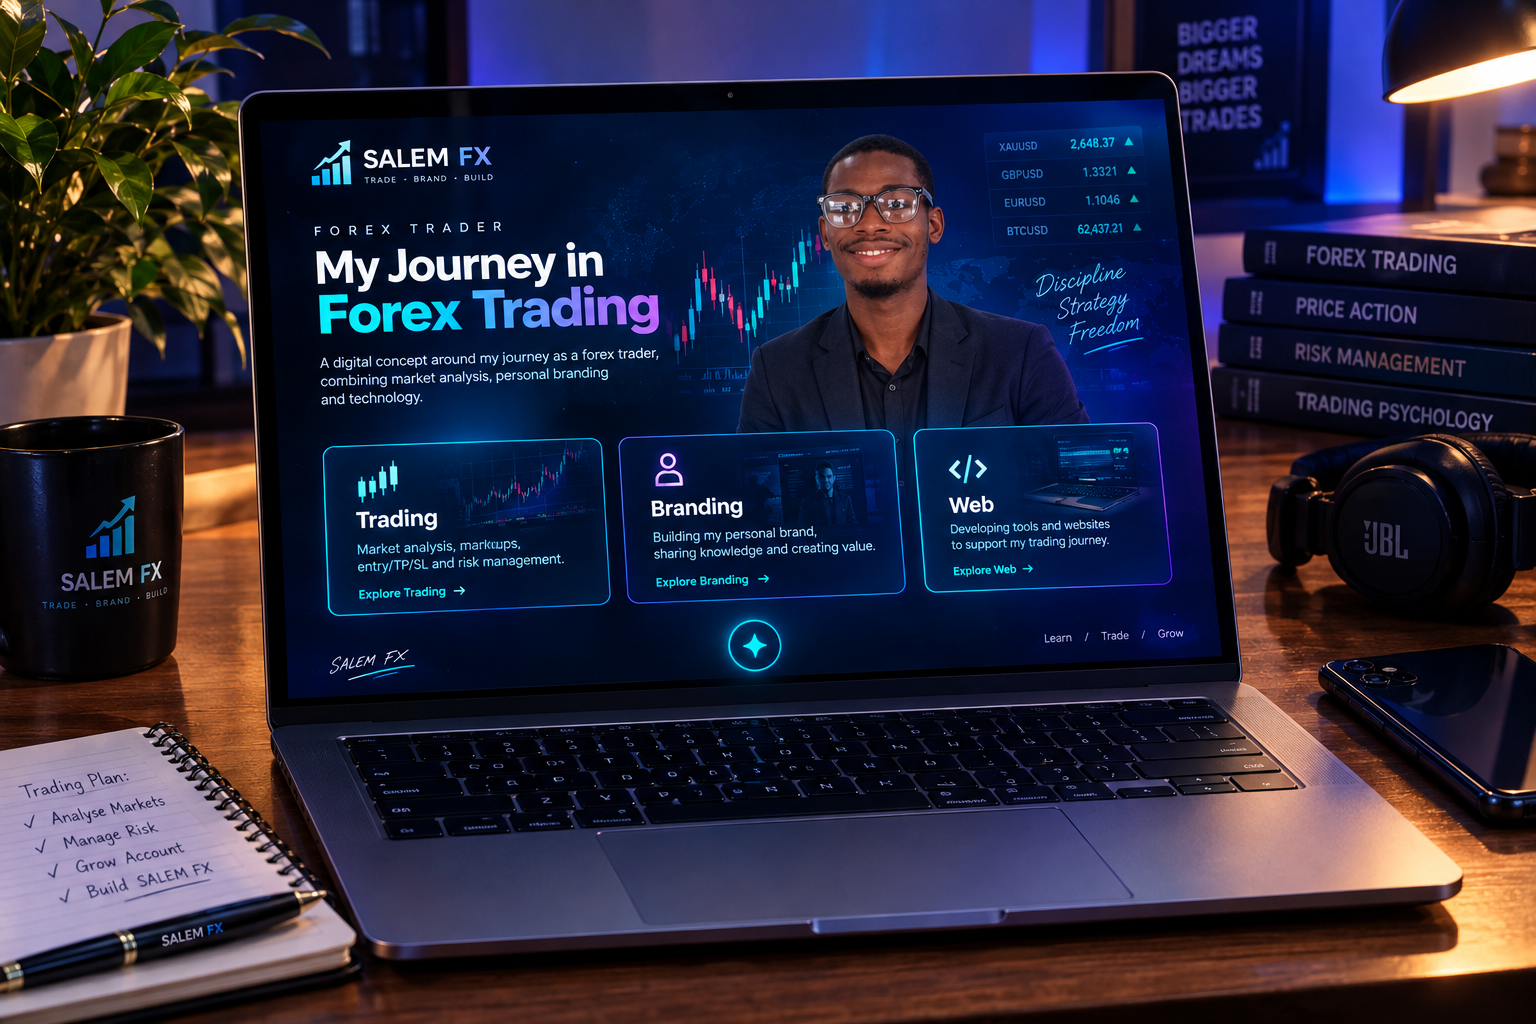 BIGGER
DREAMS
BIGGER
TRADES
SALEM FX
TRADE · BRAND · BUILD
FOREX TRADER
My Journey in
Forex Trading
A digital concept around my journey as a forex trader,
combining market analysis, personal branding
and technology.
XAUUSD 2,648.37 ▲
GBPUSD 1.3321 ▲
EURUSD 1.1046 ▲
BTCUSD 62,437.21 ▲
Discipline
Strategy
Freedom
Trading
Market analysis, markups,
entry/TP/SL and risk management.
Explore Trading →
Branding
Building my personal brand,
sharing knowledge and creating value.
Explore Branding →
Web
Developing tools and websites
to support my trading journey.
Explore Web →
SALEM FX
Learn / Trade / Grow
FOREX TRADING
PRICE ACTION
RISK MANAGEMENT
TRADING PSYCHOLOGY
JBL
SALEM FX
TRADE · BRAND · BUILD
Trading Plan:
✓ Analyse Markets
✓ Manage Risk
✓ Grow Account
✓ Build SALEM FX
SALEM FX